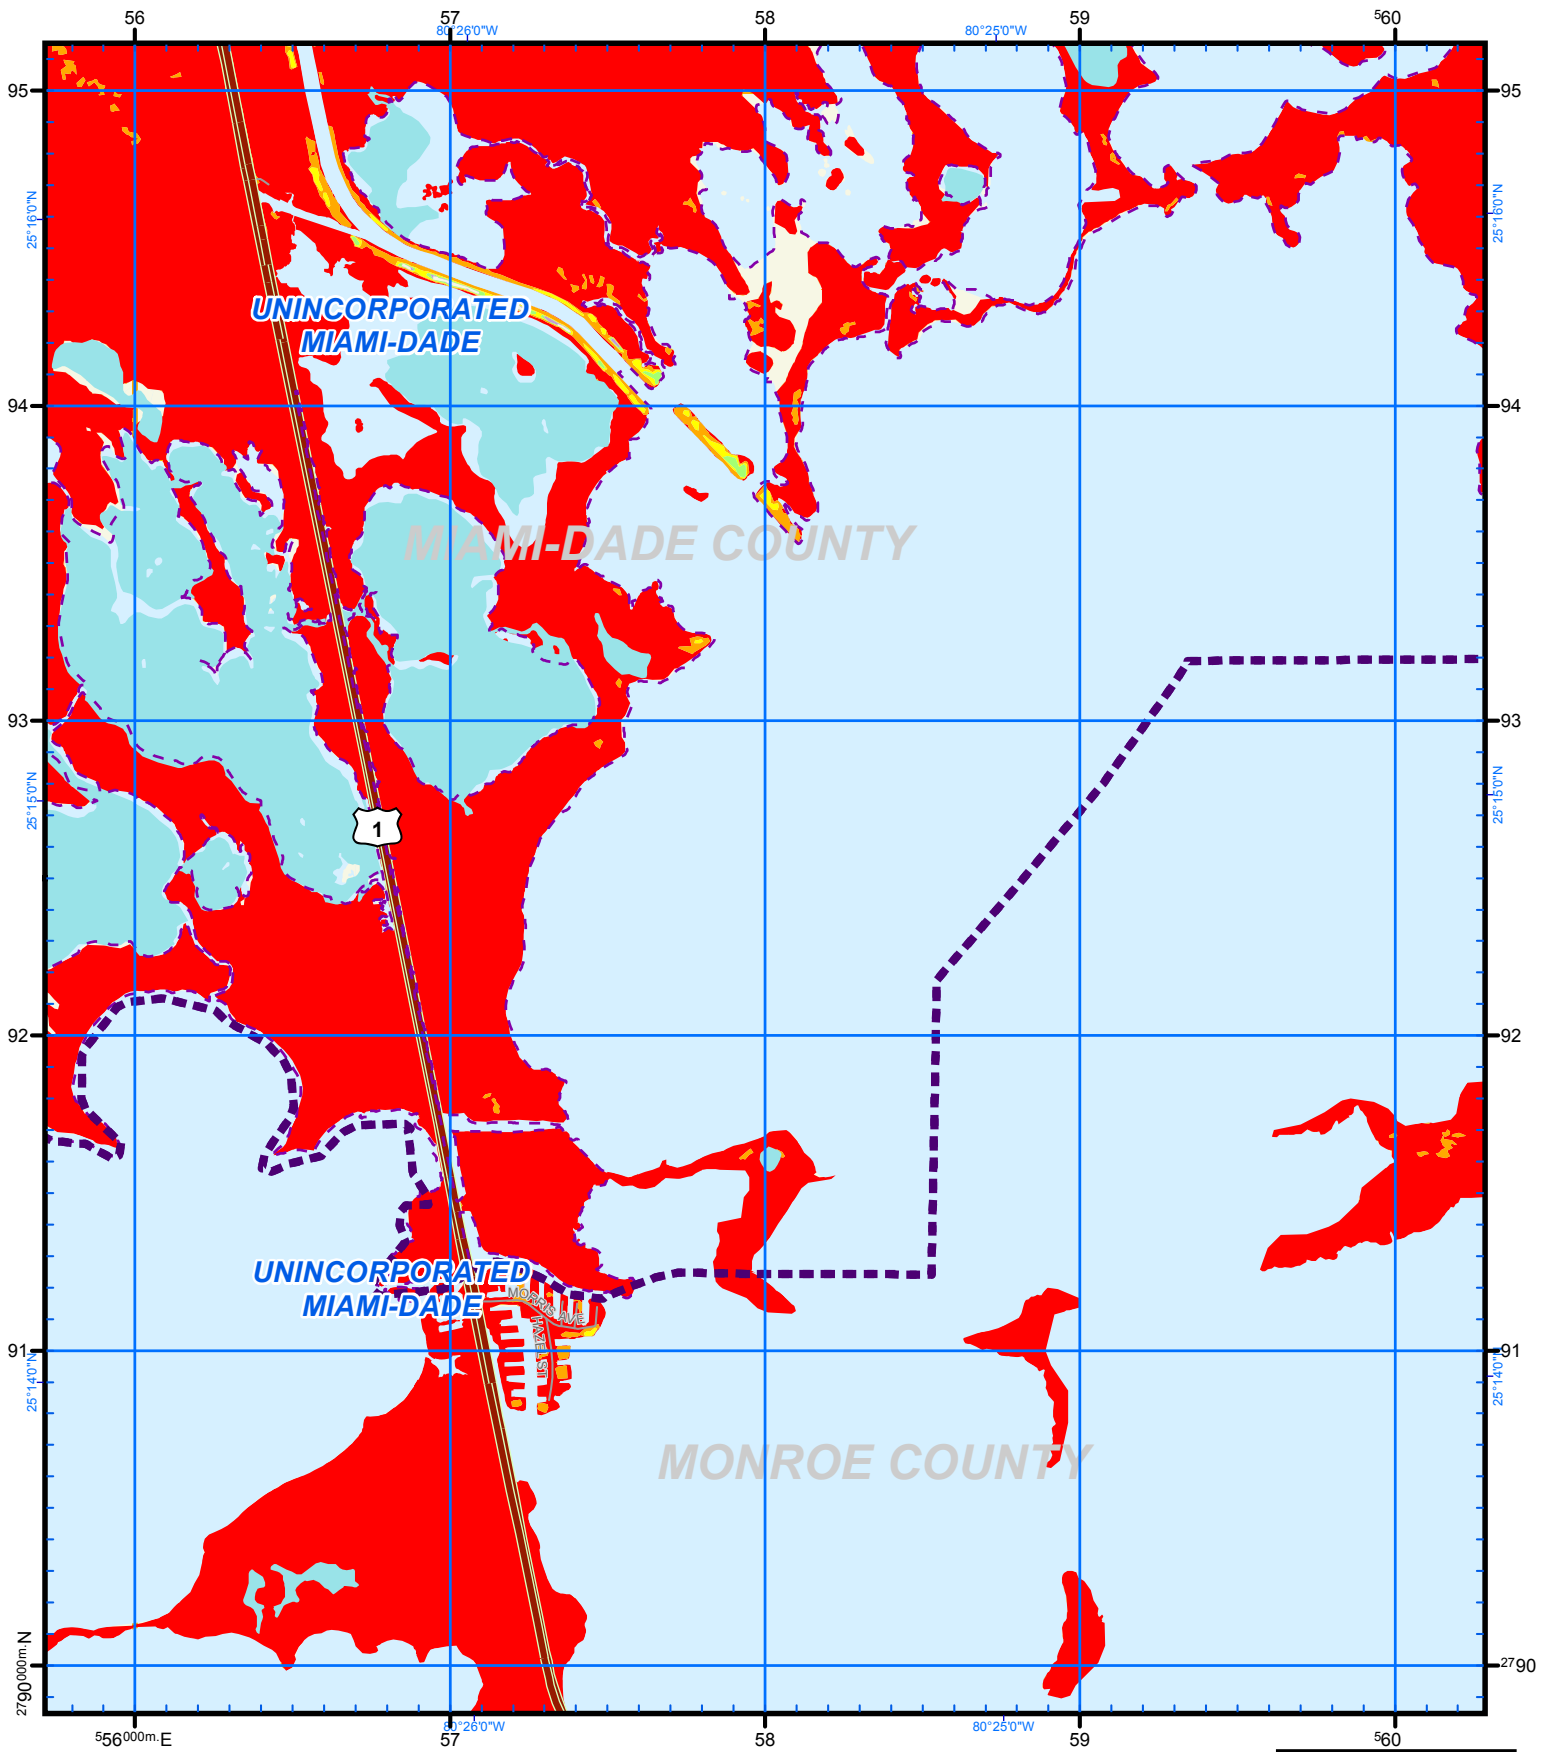 56 57 58 59 560
80°26'0"W 80°25'0"W
95 95
25°16'0"N 25°16'0"N
UNINCORPORATED
MIAMI-DADE
94 94
MIAMI-DADE COUNTY
93 93
25°15'0"N 25°15'0"N
1
92 92
UNINCORPORATED
MIAMI-DADE
MORRIS AVE
HAZEL ST
91 91
25°14'0"N 25°14'0"N
MONROE COUNTY
2790000m.N 2790
80°26'0"W 80°25'0"W
556000m.E 57 58 59 560